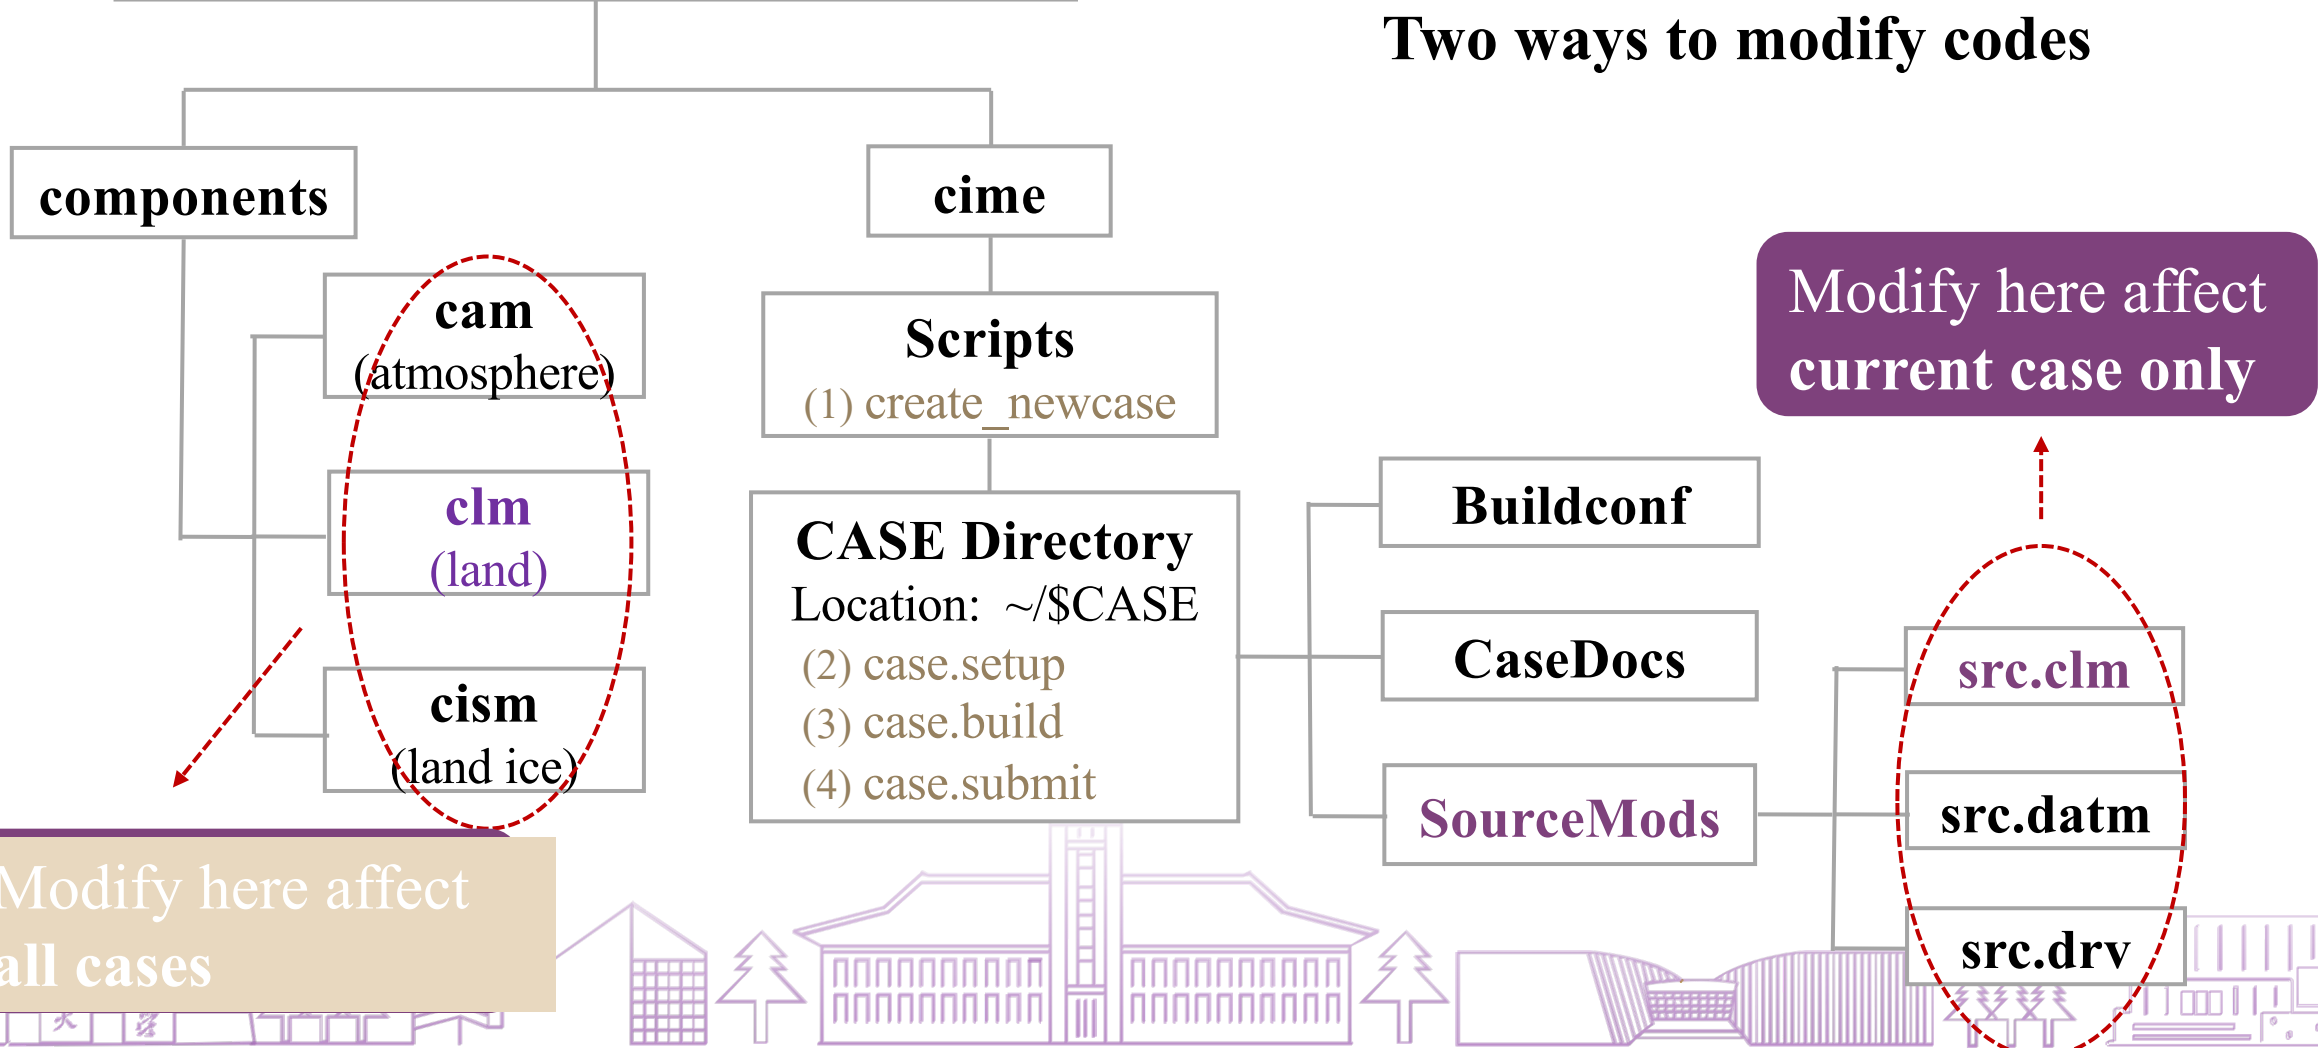 Two ways to modify codes
components
cime
cam
(atmosphere)
clm
(land)
cism
(land ice)
Modify here affect
all cases
Scripts
(1) create_newcase
CASE Directory
Location: ~/$CASE
(2) case.setup
(3) case.build
(4) case.submit
Buildconf
CaseDocs
SourceMods
Modify here affect
current case only
src.clm
src.datm
src.drv